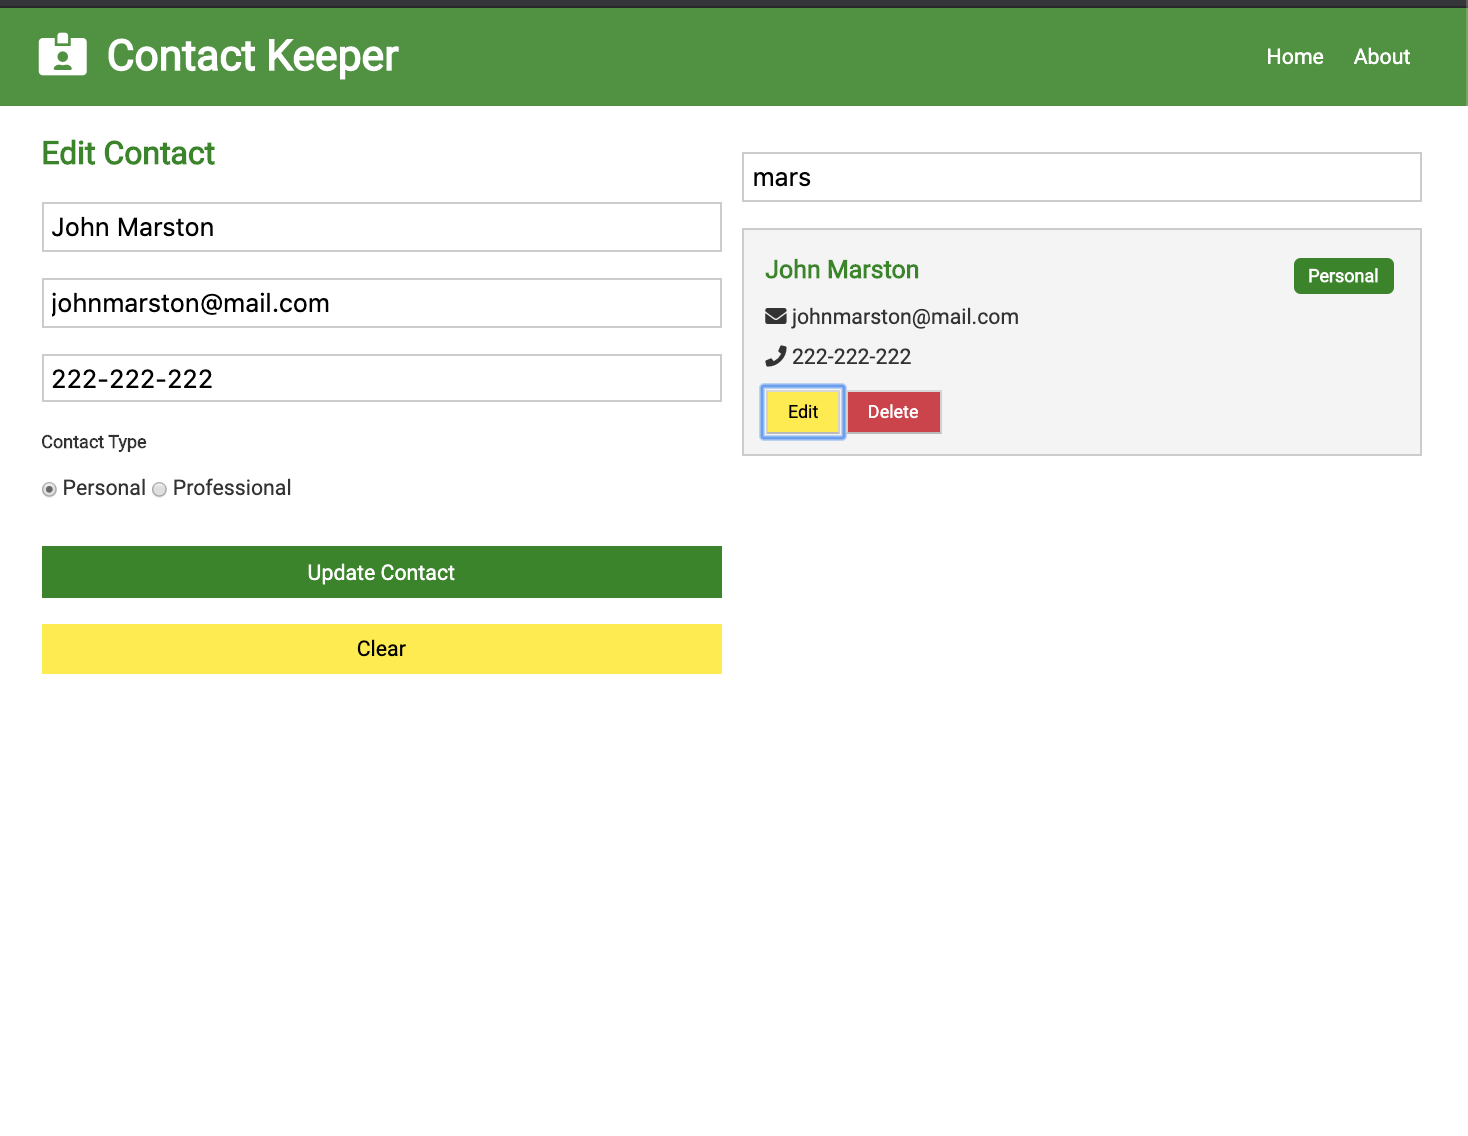 Contact Keeper
Home About
Edit Contact
John Marston
johnmarston@mail.com
222-222-222
Contact Type
Personal Professional
Update Contact
Clear
mars
John Marston
Personal
johnmarston@mail.com
222-222-222
Edit Delete